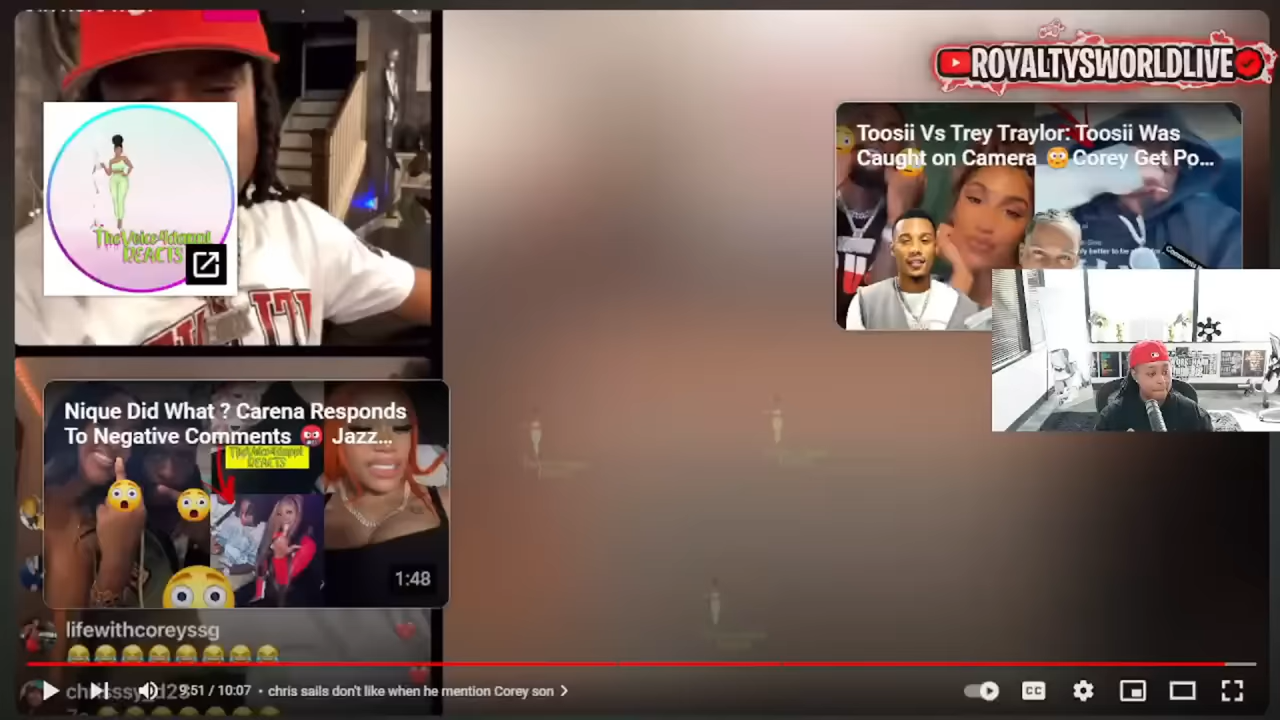 ROYALTYSWORLDLIVE
Toosii Vs Trey Traylor: Toosii Was
Caught on Camera 😳 Corey Get Po...
REACTS
Nique Did What ? Carena Responds
To Negative Comments 🤬 Jazz...
REACTS
1:48
lifewithcoreyssg
😂😂😂😂😂😂😂😂
9:51 / 10:07 • chris sails don't like when he mention Corey son >
CC